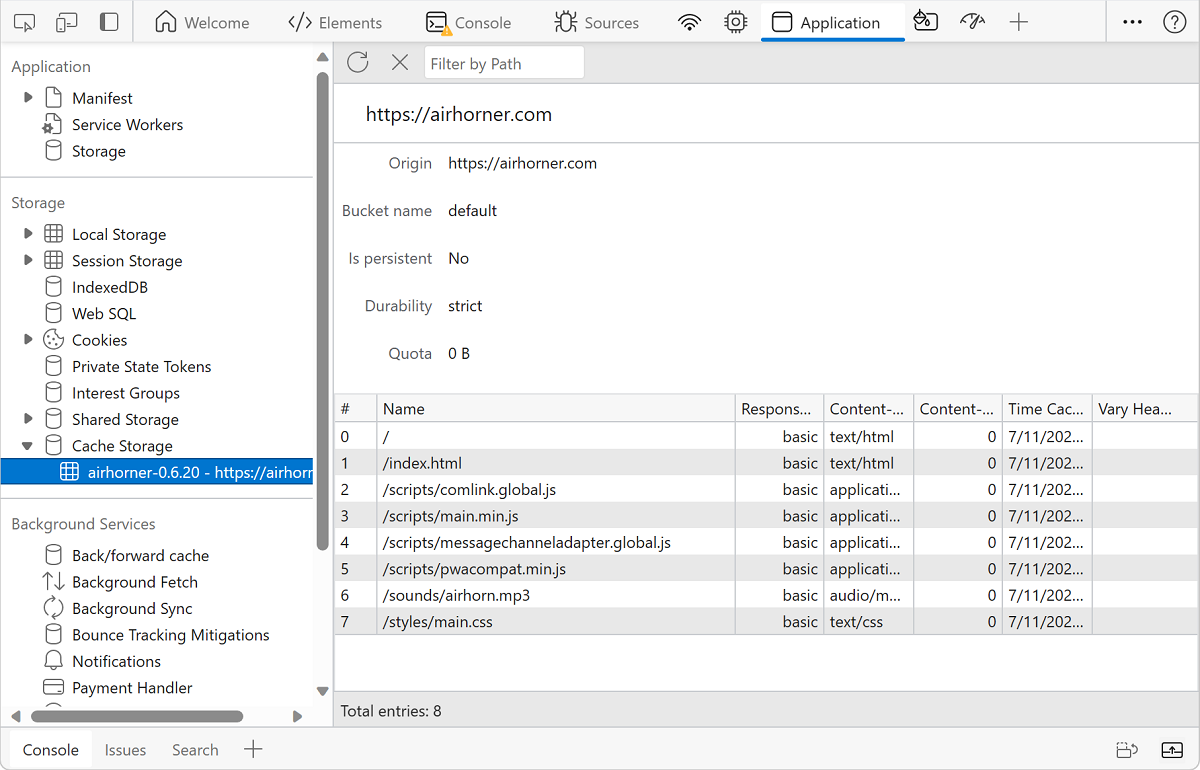 Welcome Elements Console Sources Application
Application
Manifest
Service Workers
Storage
Storage
Local Storage
Session Storage
IndexedDB
Web SQL
Cookies
Private State Tokens
Interest Groups
Shared Storage
Cache Storage
airhorner-0.6.20 - https://airhorr
Background Services
Back/forward cache
Background Fetch
Background Sync
Bounce Tracking Mitigations
Notifications
Payment Handler
Filter by Path
https://airhorner.com
Origin https://airhorner.com
Bucket name default
Is persistent No
Durability strict
Quota 0 B
# Name Respons... Content-... Content-... Time Cac... Vary Hea...
0 / basic text/html 0 7/11/202...
1 /index.html basic text/html 0 7/11/202...
2 /scripts/comlink.global.js basic applicati... 0 7/11/202...
3 /scripts/main.min.js basic applicati... 0 7/11/202...
4 /scripts/messagechanneladapter.global.js basic applicati... 0 7/11/202...
5 /scripts/pwacompat.min.js basic applicati... 0 7/11/202...
6 /sounds/airhorn.mp3 basic audio/m... 0 7/11/202...
7 /styles/main.css basic text/css 0 7/11/202...
Total entries: 8
Console Issues Search